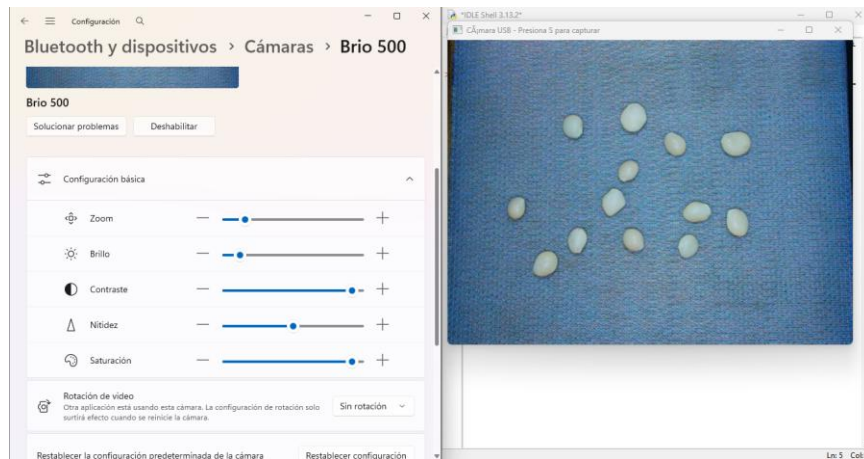 Configuración
Bluetooth y dispositivos > Cámaras > Brio 500
Brio 500
Solucionar problemas
Deshabilitar
Configuración básica
Zoom
Brillo
Contraste
Nitidez
Saturación
Rotación de video
Otra aplicación está usando esta cámara. La configuración de rotación solo
surtirá efecto cuando se reinicie la cámara.
Sin rotación
Restablecer la configuración predeterminada de la cámara
Restablecer configuración
*IDLE Shell 3.13.2*
CÃ¡mara USB - Presiona S para capturar
Ln: 5 Col: